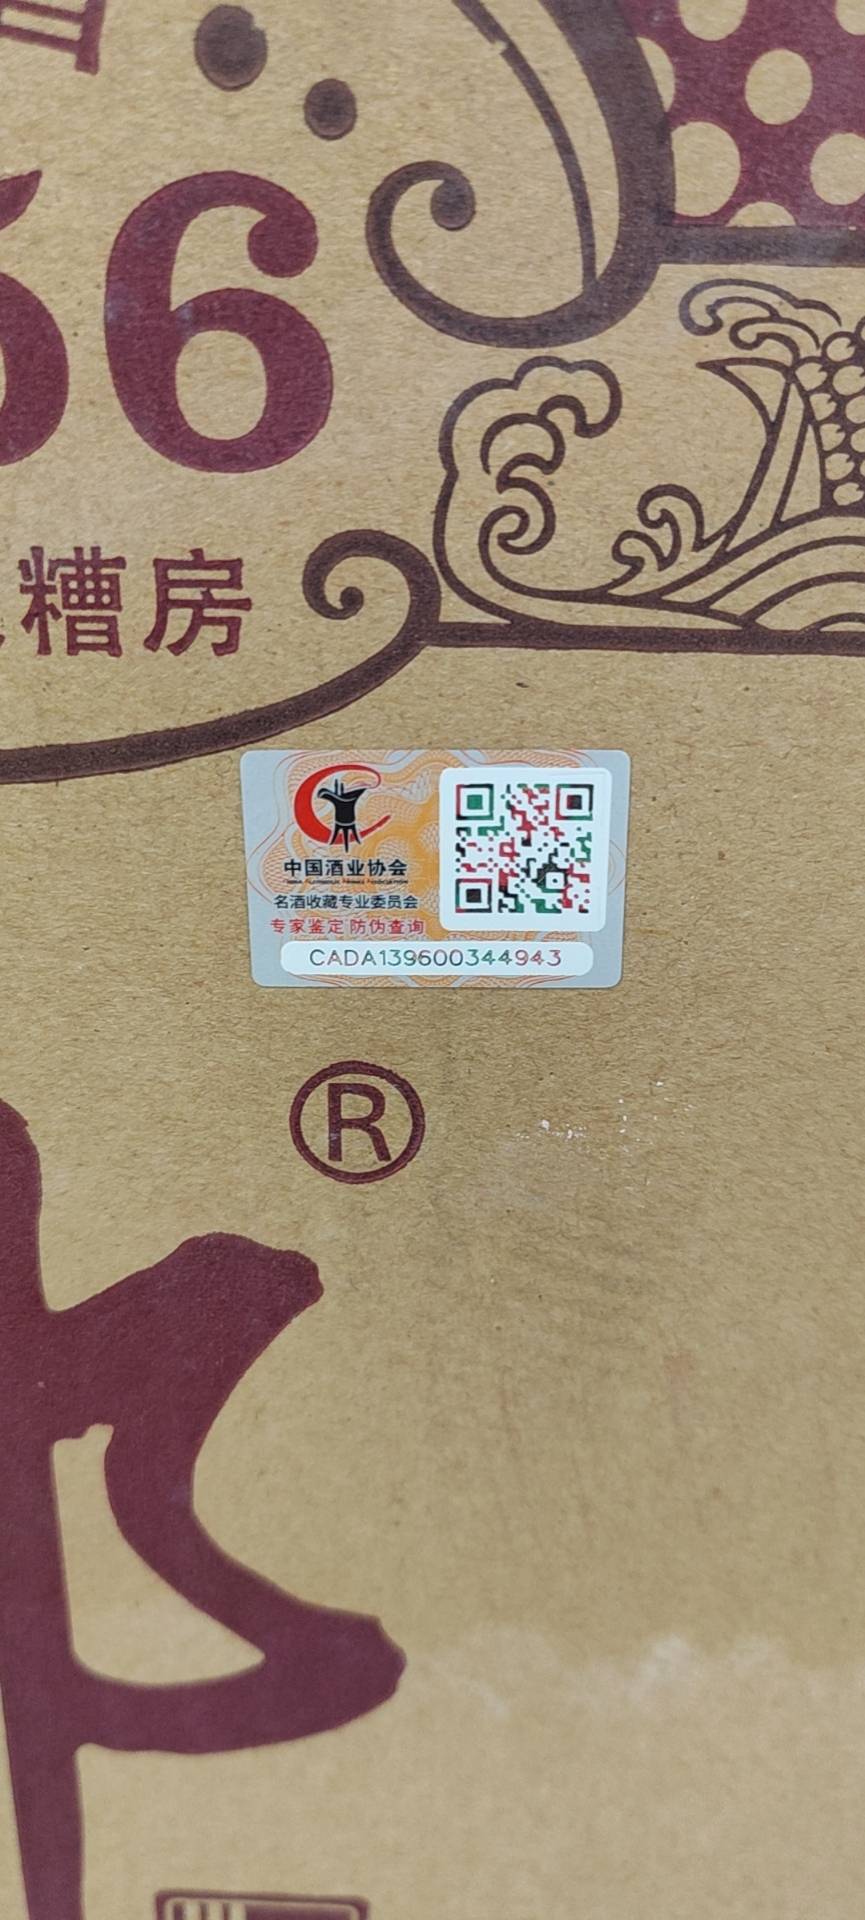 6
糟房
中国酒业协会
名酒收藏专业委员会
专家鉴定 防伪查询
CADA139600344943
®